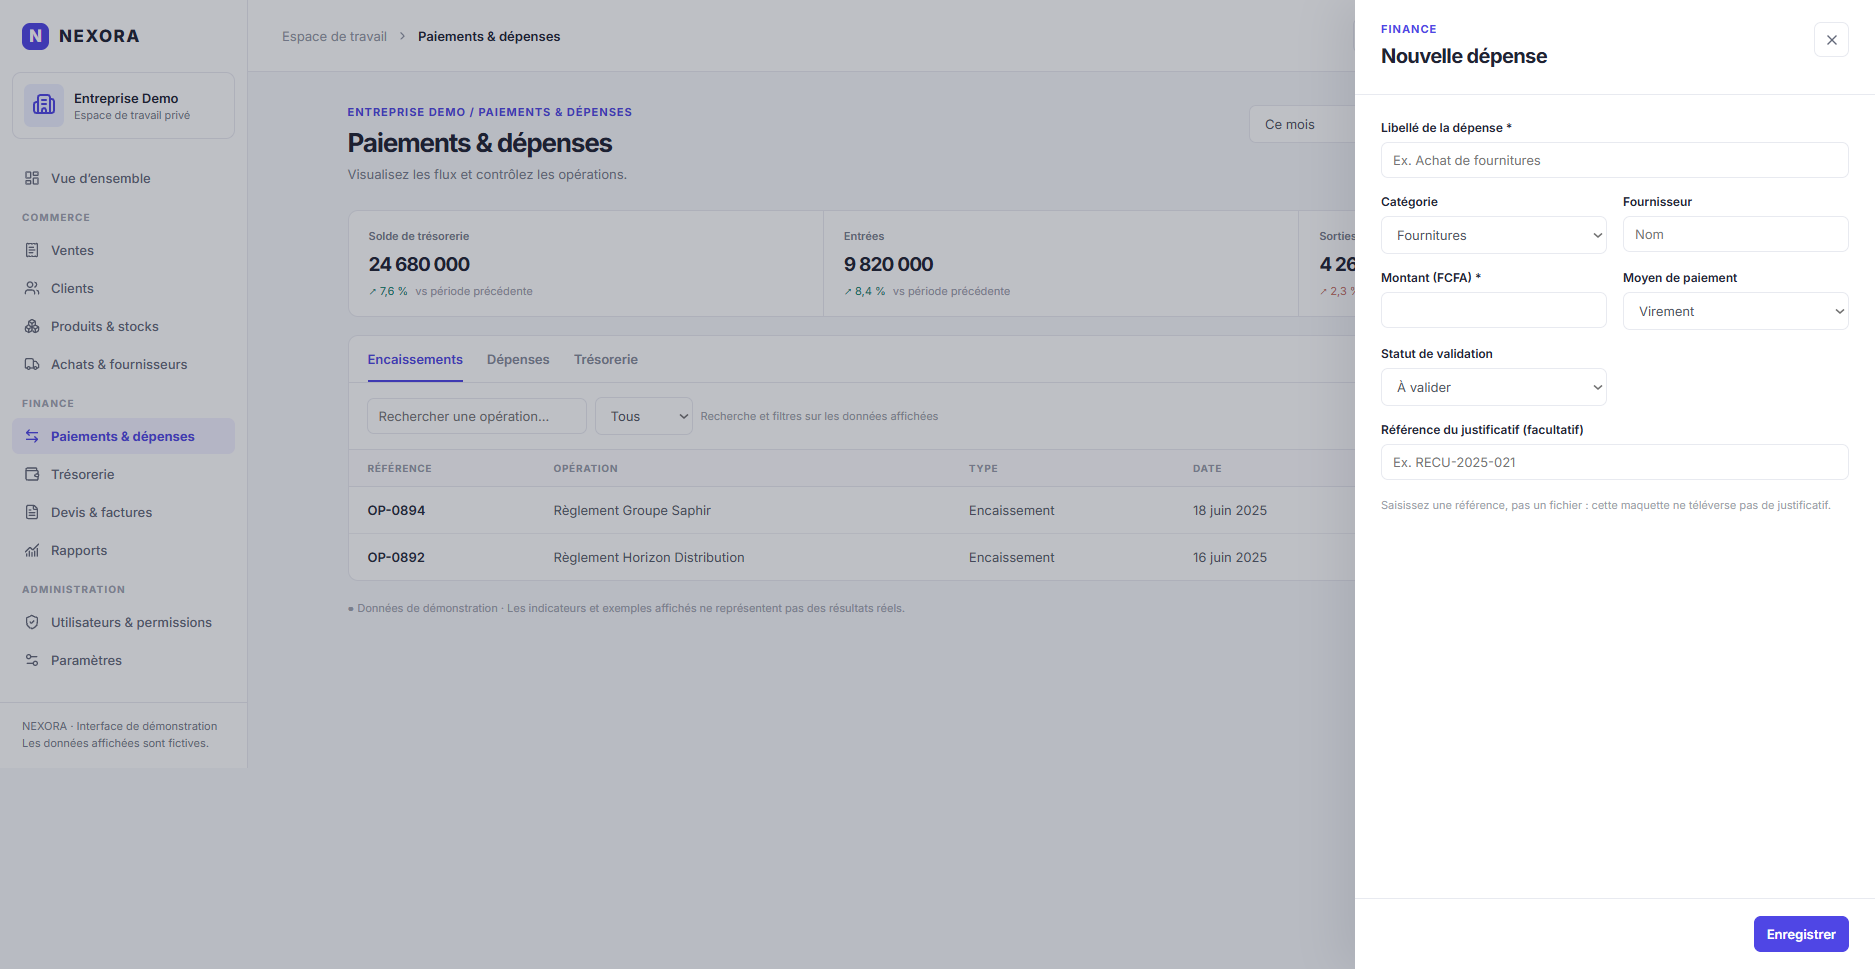 N NEXORA
Entreprise Demo
Espace de travail privé
Vue d’ensemble
COMMERCE
Ventes
Clients
Produits & stocks
Achats & fournisseurs
FINANCE
Paiements & dépenses
Trésorerie
Devis & factures
Rapports
ADMINISTRATION
Utilisateurs & permissions
Paramètres
NEXORA · Interface de démonstration
Les données affichées sont fictives.
Espace de travail > Paiements & dépenses
ENTREPRISE DEMO / PAIEMENTS & DÉPENSES
Paiements & dépenses
Visualisez les flux et contrôlez les opérations.
Ce mois
Solde de trésorerie
24 680 000
↗ 7,6 % vs période précédente
Entrées
9 820 000
↗ 8,4 % vs période précédente
Sorties
4 26
↗ 2,3 %
Encaissements Dépenses Trésorerie
Rechercher une opération... Tous Recherche et filtres sur les données affichées
RÉFÉRENCE OPÉRATION TYPE DATE
OP-0894 Règlement Groupe Saphir Encaissement 18 juin 2025
OP-0892 Règlement Horizon Distribution Encaissement 16 juin 2025
● Données de démonstration · Les indicateurs et exemples affichés ne représentent pas des résultats réels.
FINANCE
Nouvelle dépense
Libellé de la dépense *
Ex. Achat de fournitures
Catégorie Fournisseur
Fournitures Nom
Montant (FCFA) * Moyen de paiement
Virement
Statut de validation
À valider
Référence du justificatif (facultatif)
Ex. RECU-2025-021
Saisissez une référence, pas un fichier : cette maquette ne téléverse pas de justificatif.
Enregistrer